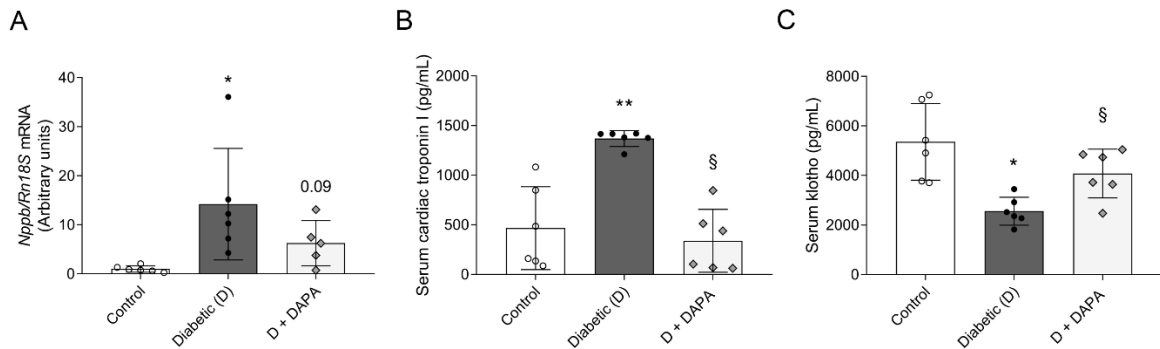 A
Nppb/Rn18S mRNA
(Arbitrary units)
40
30
20
10
0
*
0.09
Control
Diabetic (D)
D + DAPA
B
Serum cardiac troponin I (pg/mL)
2000
1500
1000
500
0
**
§
Control
Diabetic (D)
D + DAPA
C
Serum klotho (pg/mL)
8000
6000
4000
2000
0
*
§
Control
Diabetic (D)
D + DAPA